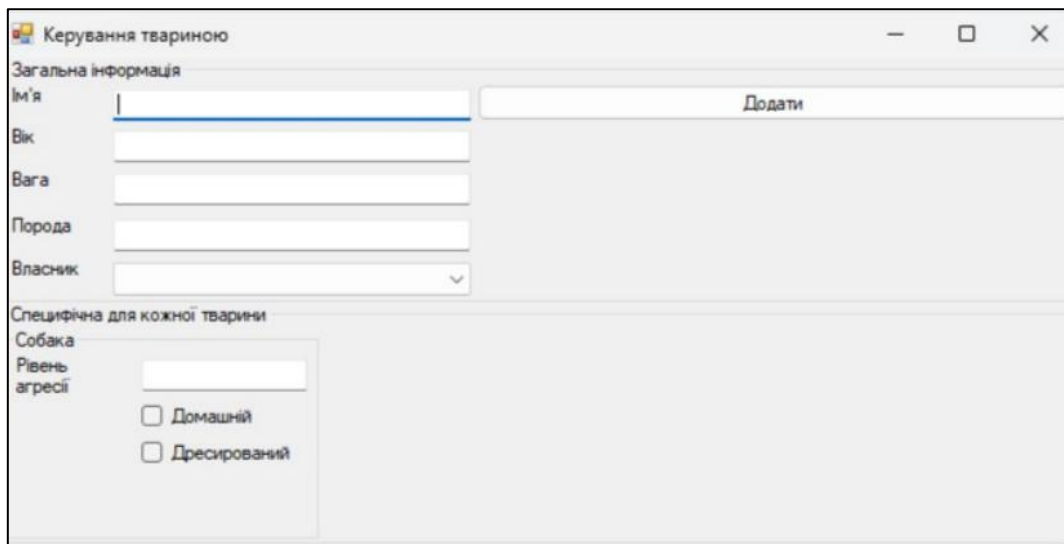 Керування твариною
Загальна інформація
Ім'я
Додати
Вік
Вага
Порода
Власник
Специфічна для кожної тварини
Собака
Рівень
агресії
Домашній
Дресирований